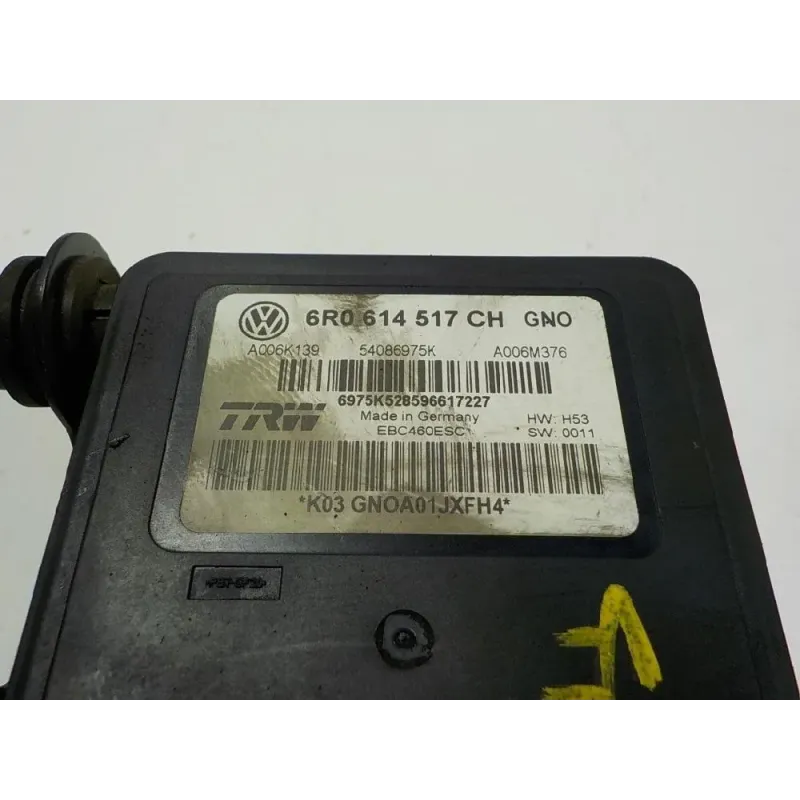 6R0 614 517 CH GNO
A006K139 54086975K A006M376
6975K528596617227
TRW Made in Germany HW: H53
EBC460ESC SW: 0011
*K03 GNOA01JXFH4*